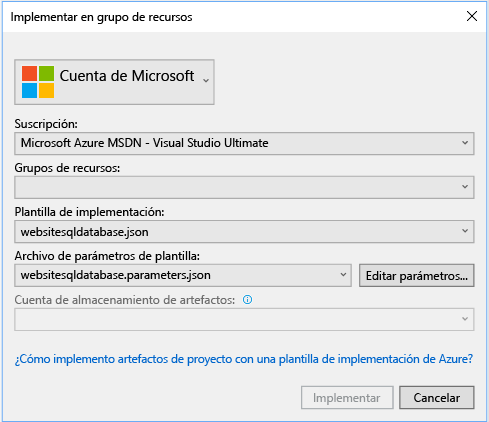 Implementar en grupo de recursos
Cuenta de Microsoft
Suscripción:
Microsoft Azure MSDN - Visual Studio Ultimate
Grupos de recursos:
Plantilla de implementación:
websitesqldatabase.json
Archivo de parámetros de plantilla:
websitesqldatabase.parameters.json
Editar parámetros...
Cuenta de almacenamiento de artefactos:
¿Cómo implemento artefactos de proyecto con una plantilla de implementación de Azure?
Implementar
Cancelar